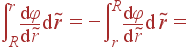 ∫_R^r dφ/dr̃ dr̃ = −∫_r^R dφ/dr̃ dr̃ =